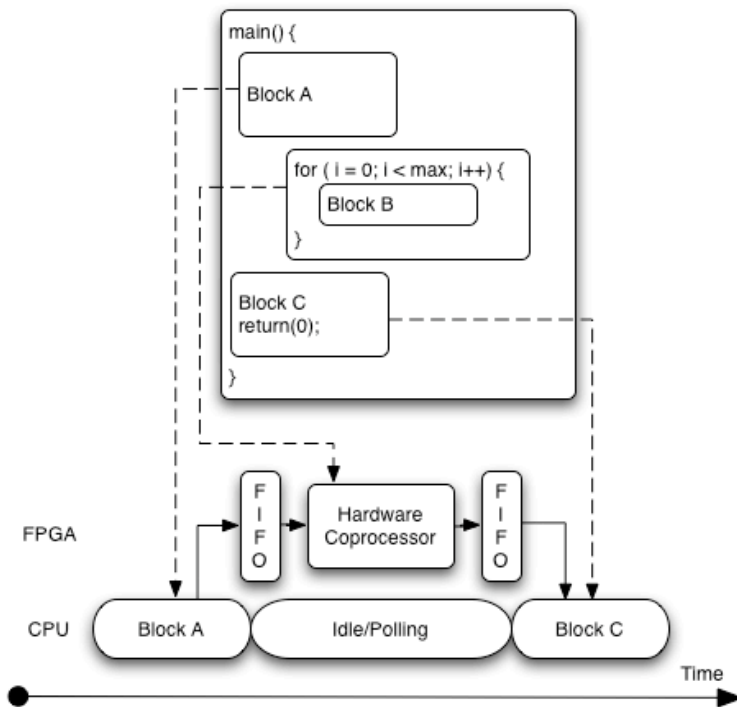 main() {
Block A
for ( i = 0; i < max; i++) {
Block B
}
Block C
return(0);
}
FPGA
F
I
F
O
Hardware
Coprocessor
F
I
F
O
CPU
Block A
Idle/Polling
Block C
Time